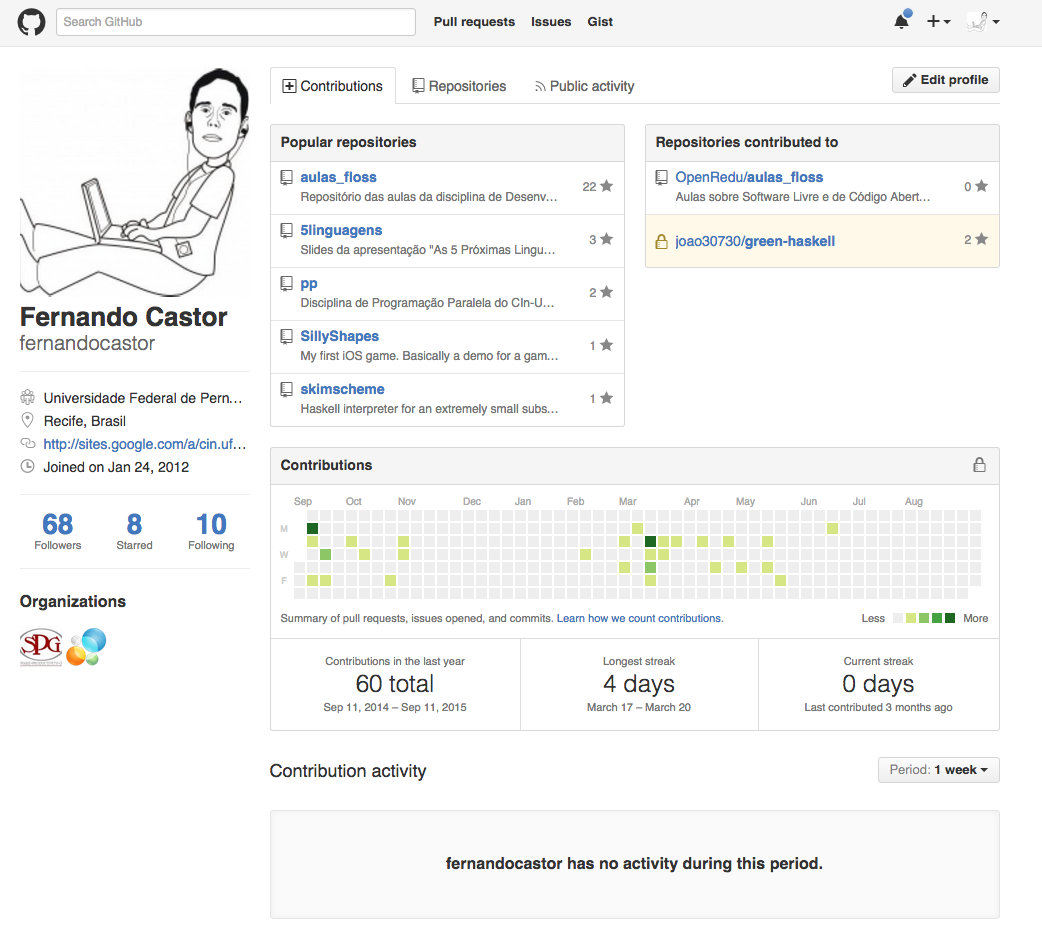 Search GitHub
Pull requests Issues Gist
Contributions Repositories Public activity
Edit profile
Fernando Castor
fernandocastor
Universidade Federal de Pern…
Recife, Brasil
http://sites.google.com/a/cin.uf…
Joined on Jan 24, 2012
68 8 10
Followers Starred Following
Organizations
SPG
Popular repositories
aulas_floss
Repositório das aulas da disciplina de Desenv…
22
5linguagens
Slides da apresentação "As 5 Próximas Lingu…
3
pp
Disciplina de Programação Paralela do CIn-U…
2
SillyShapes
My first iOS game. Basically a demo for a gam…
1
skimscheme
Haskell interpreter for an extremely small subs…
1
Repositories contributed to
OpenRedu/aulas_floss
Aulas sobre Software Livre e de Código Abert…
0
joao30730/green-haskell
2
Contributions
Sep Oct Nov Dec Jan Feb Mar Apr May Jun Jul Aug
M
W
F
Summary of pull requests, issues opened, and commits. Learn how we count contributions.
Less More
Contributions in the last year
60 total
Sep 11, 2014 – Sep 11, 2015
Longest streak
4 days
March 17 – March 20
Current streak
0 days
Last contributed 3 months ago
Contribution activity
Period: 1 week
fernandocastor has no activity during this period.